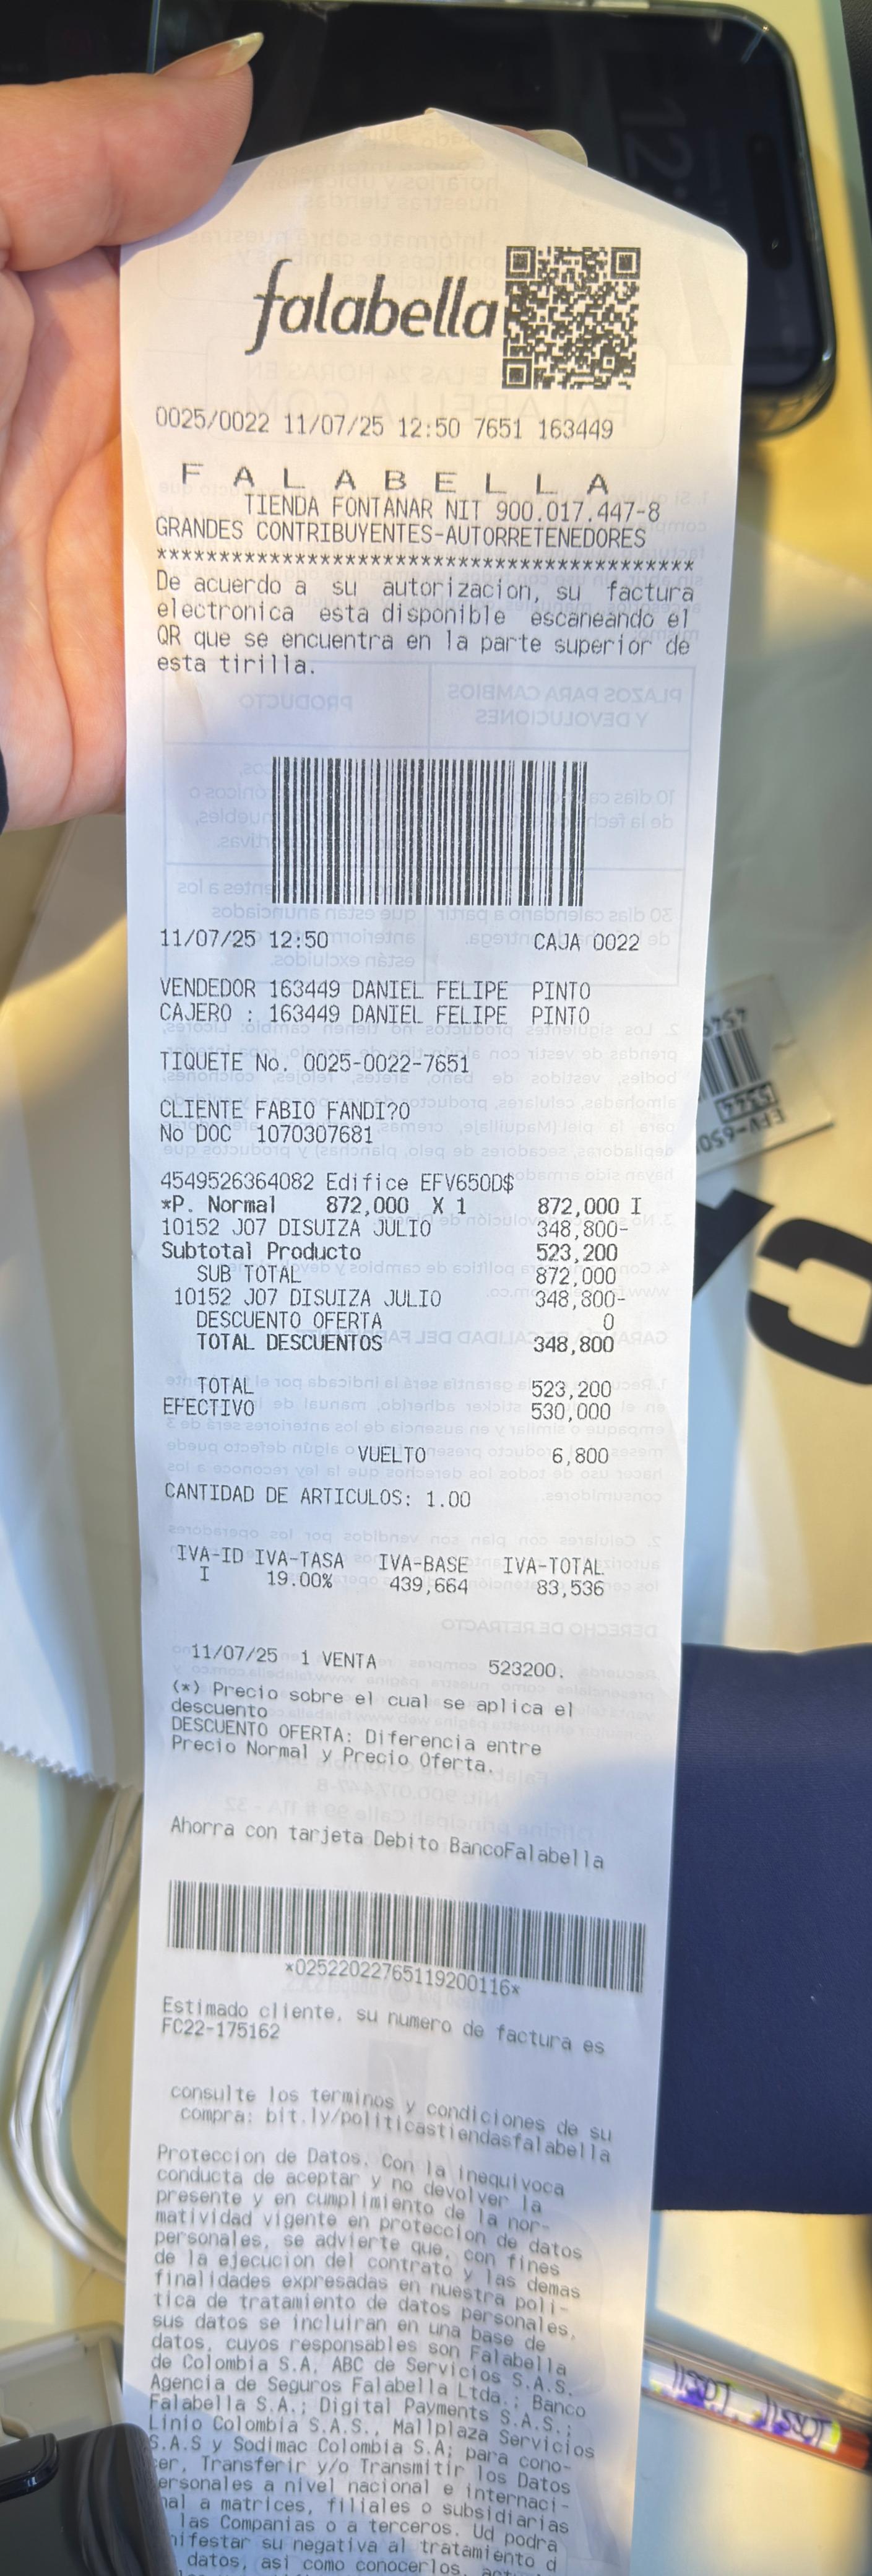 falabella
0025/0022 11/07/25 12:50 7651 163449
F A L A B E L L A
TIENDA FONTANAR NIT 900.017.447-8
GRANDES CONTRIBUYENTES-AUTORRETENEDORES
*******************************************
De acuerdo a su autorizacion, su factura
electronica esta disponible escaneando el
QR que se encuentra en la parte superior de
esta tirilla.
11/07/25 12:50 CAJA 0022
VENDEDOR 163449 DANIEL FELIPE PINTO
CAJERO : 163449 DANIEL FELIPE PINTO
TIQUETE No. 0025-0022-7651
CLIENTE FABIO FANDI?O
No DOC 1070307681
4549526364082 Edifice EFV650D$
*P. Normal 872,000 X 1 872,000 I
10152 J07 DISUIZA JULIO 348,800-
Subtotal Producto 523,200
SUB TOTAL 872,000
10152 J07 DISUIZA JULIO 348,800-
DESCUENTO OFERTA 0
TOTAL DESCUENTOS 348,800
TOTAL 523,200
EFECTIVO 530,000
VUELTO 6,800
CANTIDAD DE ARTICULOS: 1.00
IVA-ID IVA-TASA IVA-BASE IVA-TOTAL
I 19.00% 439,664 83,536
11/07/25 1 VENTA 523200.
(*) Precio sobre el cual se aplica el
descuento
DESCUENTO OFERTA: Diferencia entre
Precio Normal y Precio Oferta.
Ahorra con tarjeta Debito BancoFalabella
*02522022765119200116*
Estimado cliente, su numero de factura es
FC22-175162
consulte los terminos y condiciones de su
compra: bit.ly/politicastiendasfalabella
Proteccion de Datos. Con la inequivoca
conducta de aceptar y no devolver la
presente y en cumplimiento de la nor-
matividad vigente en proteccion de datos
personales, se advierte que, con fines
de la ejecucion del contrato y las demas
finalidades expresadas en nuestra poli-
tica de tratamiento de datos personales,
sus datos se incluiran en una base de
datos, cuyos responsables son Falabella
de Colombia S.A, ABC de Servicios S.A.S.
Agencia de Seguros Falabella Ltda.; Banco
Falabella S.A.; Digital Payments S.A.S.;
Linio Colombia S.A.S., Mallplaza Servicios
S.A.S y Sodimac Colombia S.A; para cono-
cer, Transferir y/o Transmitir los Datos
ersonales a nivel nacional e internaci-
nal a matrices, filiales o subsidiarias
las Companias o a terceros. Ud podra
nifestar su negativa al tratamiento d
datos, asi como conocerlos,